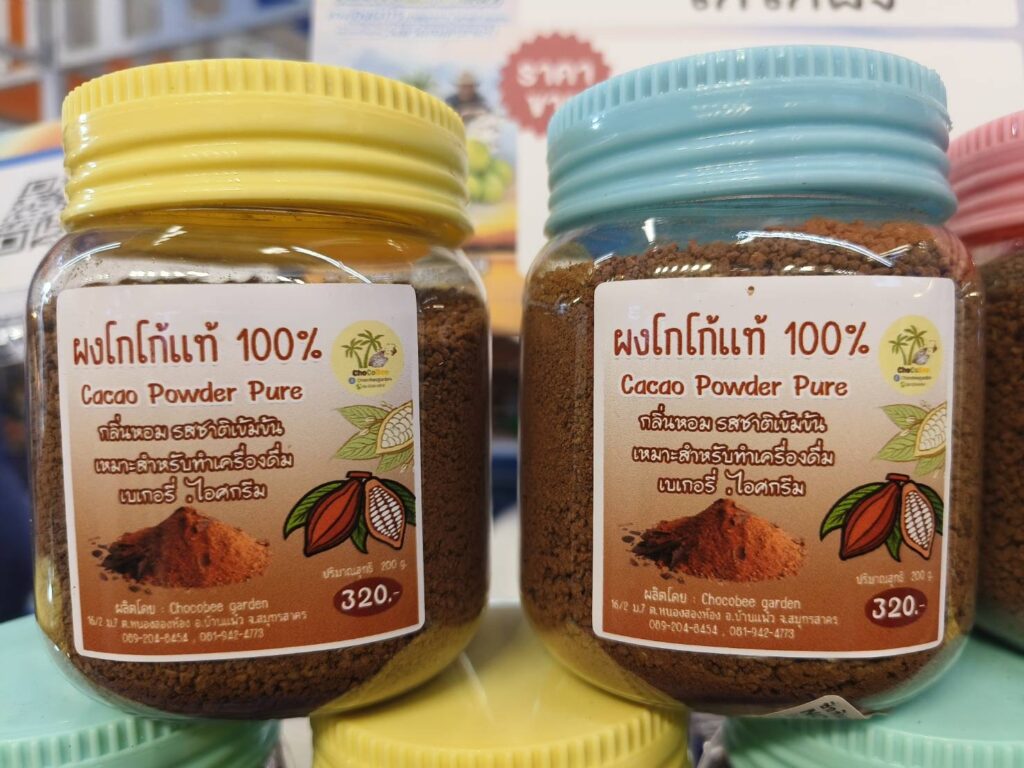 โกโก้ผง
ราคา
ผงโกโก้แท้ 100%
Cacao Powder Pure
ChoCoBee
กลิ่นหอม รสชาติเข้มข้น
เหมาะสำหรับทำเครื่องดื่ม
เบเกอรี่ .ไอศกรีม
ปริมาณสุทธิ 200 g.
320.-
ผลิตโดย : Chocobee garden
16/2 ม.7 ต.หนองสองห้อง อ.บ้านแพ้ว จ.สมุทรสาคร
089-204-8454 , 081-942-4773
ผงโกโก้แท้ 100%
Cacao Powder Pure
ChoCoBee
กลิ่นหอม รสชาติเข้มข้น
เหมาะสำหรับทำเครื่องดื่ม
เบเกอรี่ .ไอศกรีม
ปริมาณสุทธิ 200 g.
320.-
ผลิตโดย : Chocobee garden
16/2 ม.7 ต.หนองสองห้อง อ.บ้านแพ้ว จ.สมุทรสาคร
089-204-8454 , 081-942-4773